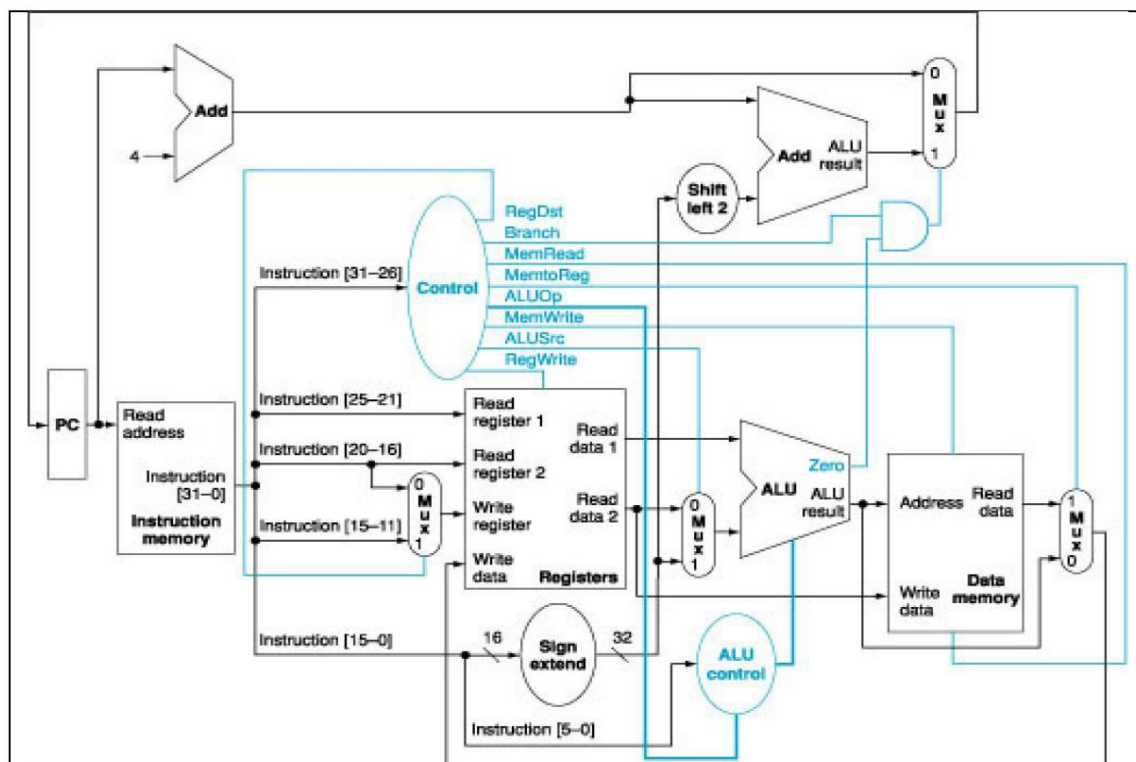 0
M
u
x
1
Add
4
Add
ALU
result
Shift
left 2
RegDst
Branch
MemRead
MemtoReg
ALUOp
MemWrite
ALUSrc
RegWrite
Control
Instruction [31–26]
PC
Read
address
Instruction
[31–0]
Instruction
memory
Instruction [25–21]
Instruction [20–16]
Instruction [15–11]
0
M
u
x
1
Read
register 1
Read
register 2
Write
register
Write
data
Read
data 1
Read
data 2
Registers
0
M
u
x
1
Zero
ALU
ALU
result
Address
Read
data
Write
data
Data
memory
1
M
u
x
0
Instruction [15–0]
16
Sign
extend
32
ALU
control
Instruction [5–0]